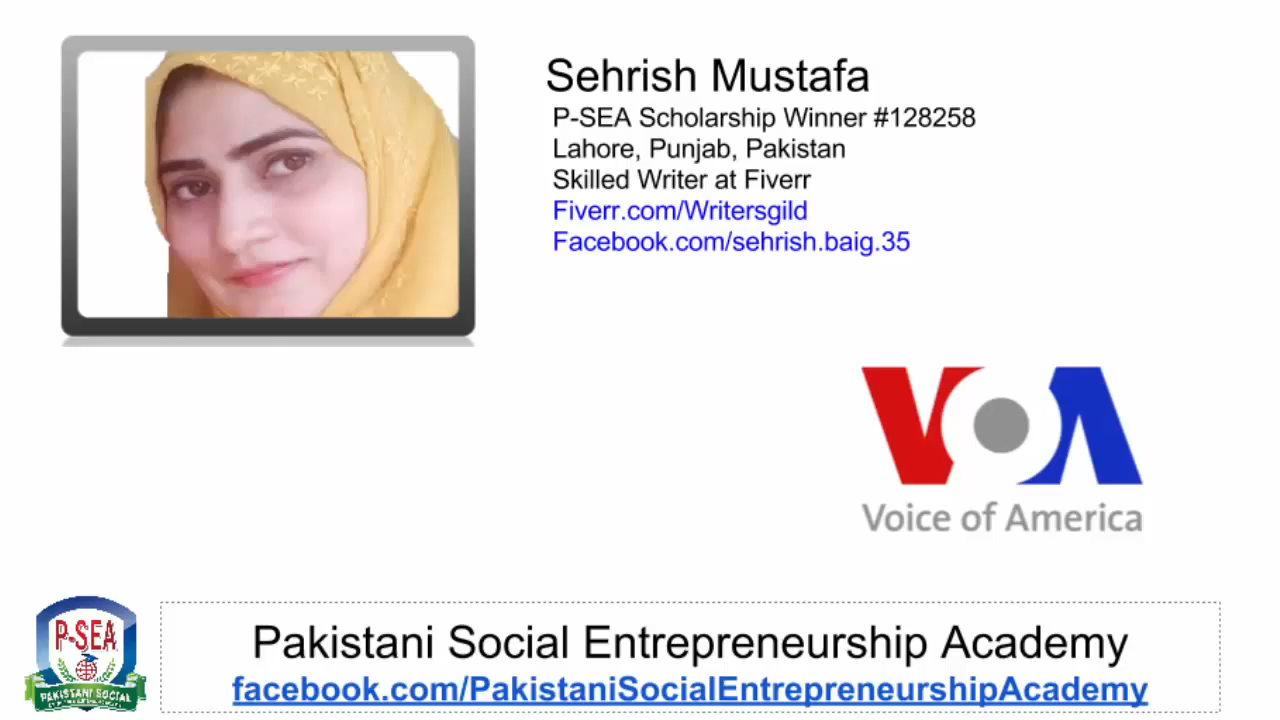 Sehrish Mustafa
P-SEA Scholarship Winner #128258
Lahore, Punjab, Pakistan
Skilled Writer at Fiverr
Fiverr.com/Writersgild
Facebook.com/sehrish.baig.35
VOA
Voice of America
P-SEA
PAKISTANI SOCIAL
Pakistani Social Entrepreneurship Academy
facebook.com/PakistaniSocialEntrepreneurshipAcademy